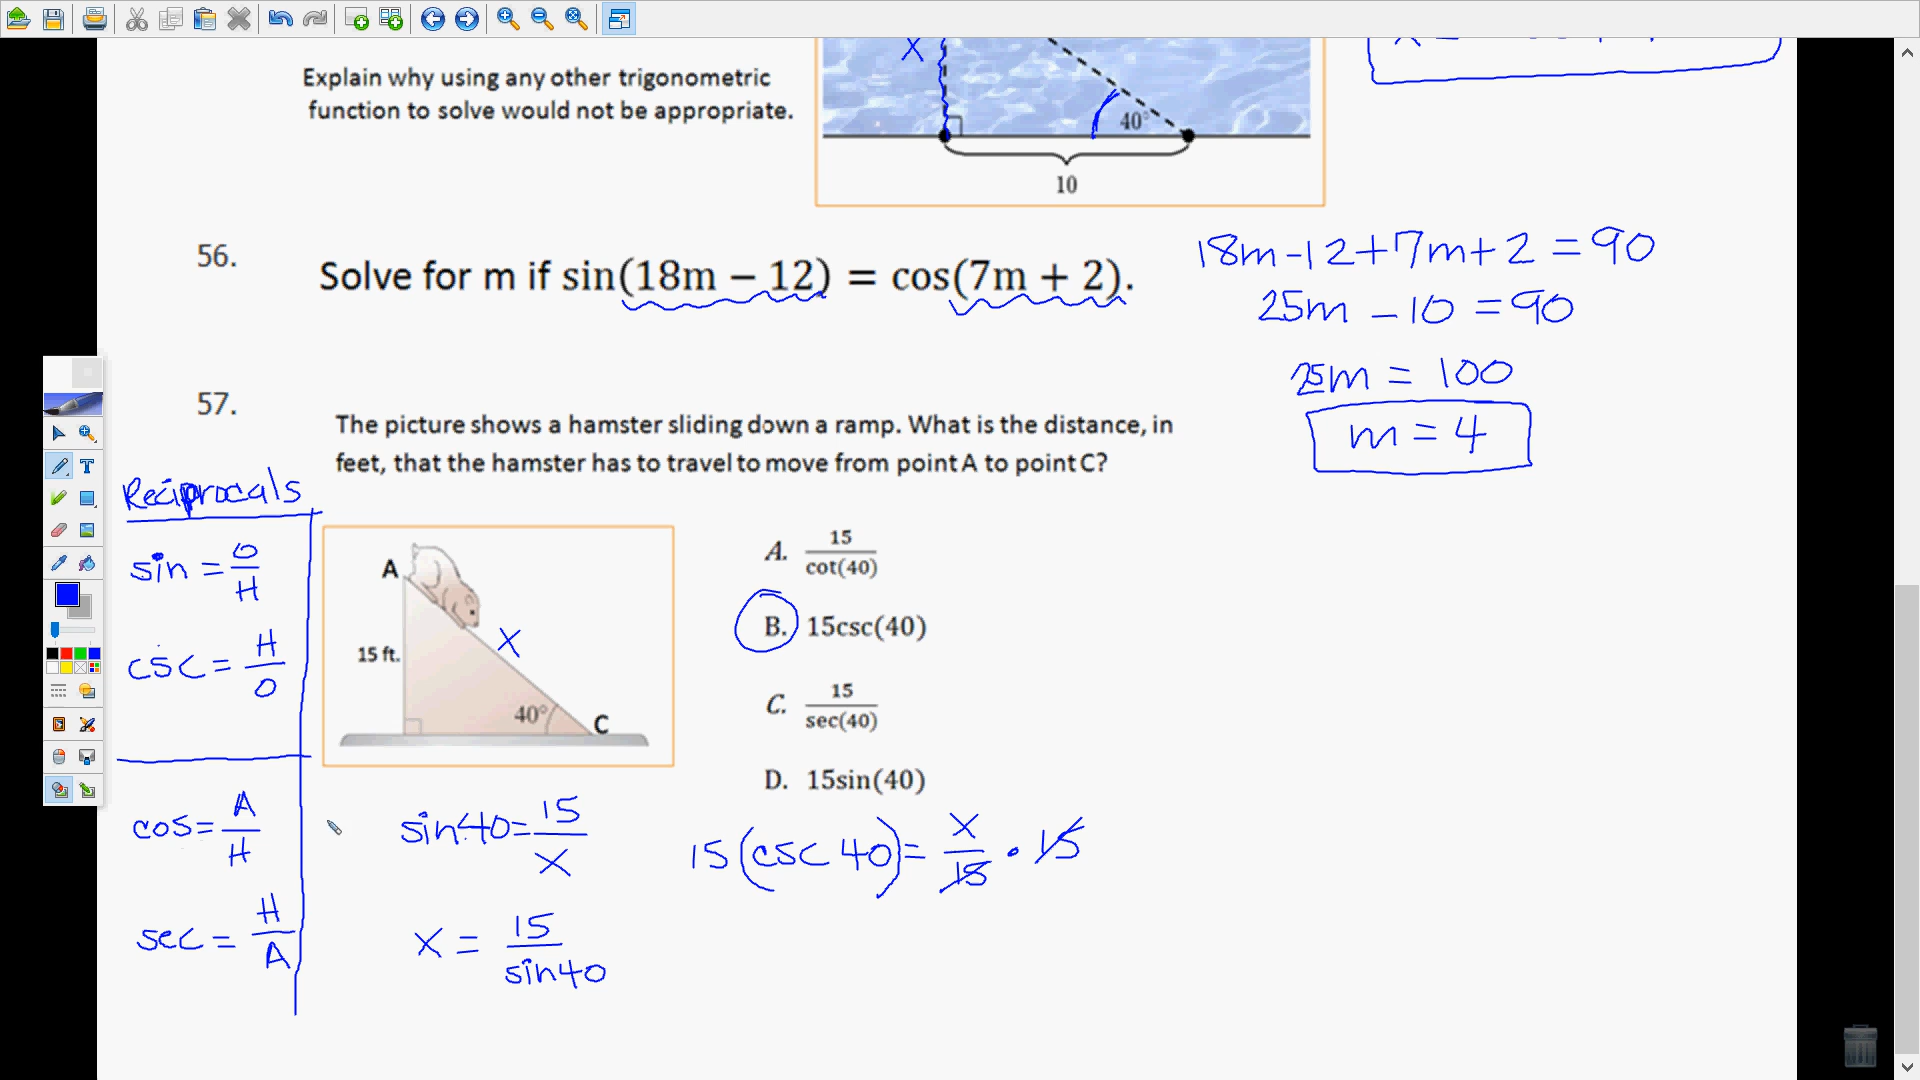 X
Explain why using any other trigonometric
function to solve would not be appropriate.
40°
10
56.
Solve for m if sin(18m − 12) = cos(7m + 2).
18m-12+7m+2 = 90
25m - 10 = 90
25m = 100
m = 4
57.
The picture shows a hamster sliding down a ramp. What is the distance, in
feet, that the hamster has to travel to move from point A to point C?
Reciprocals
sin = O/H
csc = H/O
cos = A/H
sec = H/A
A
X
15 ft.
40°
C
A. 15/cot(40)
B. 15csc(40)
C. 15/sec(40)
D. 15sin(40)
sin40 = 15/X
x = 15/sin40
15(csc 40) = x/15 · 15